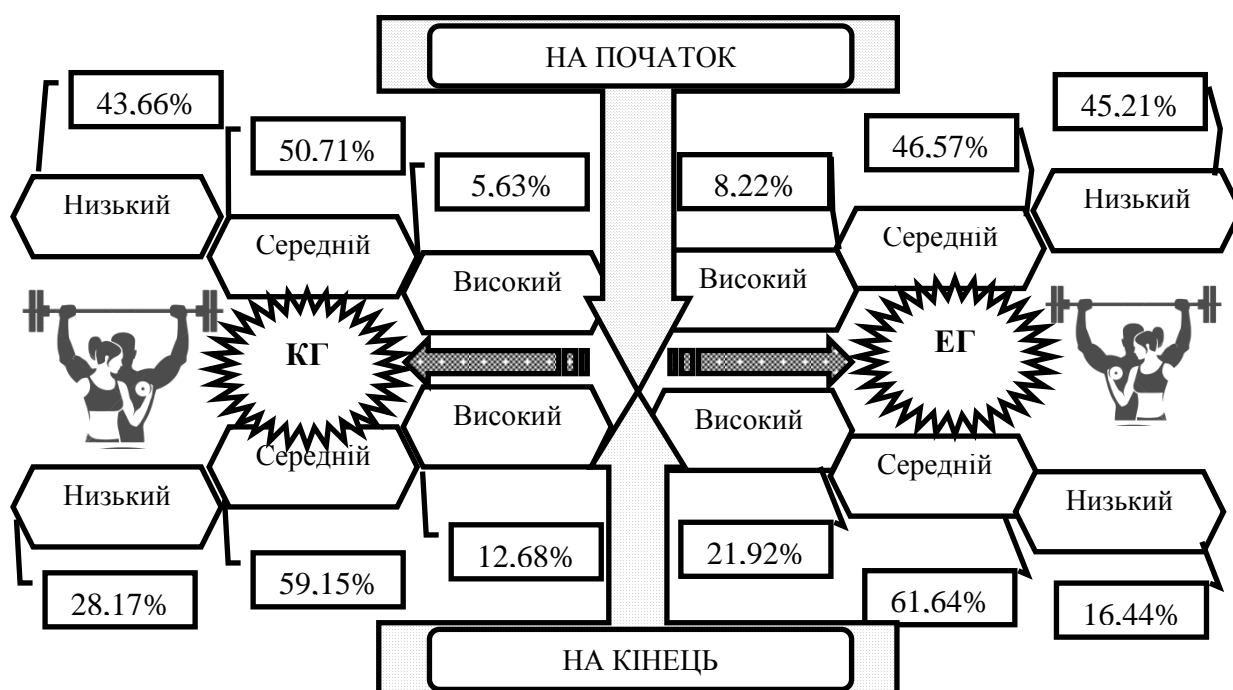 НА ПОЧАТОК
43,66%
50,71%
5,63%
8,22%
46,57%
45,21%
Низький
Середній
Високий
Високий
Середній
Низький
КГ
ЕГ
Низький
Середній
Високий
Високий
Середній
Низький
28,17%
59,15%
12,68%
21,92%
61,64%
16,44%
НА КІНЕЦЬ